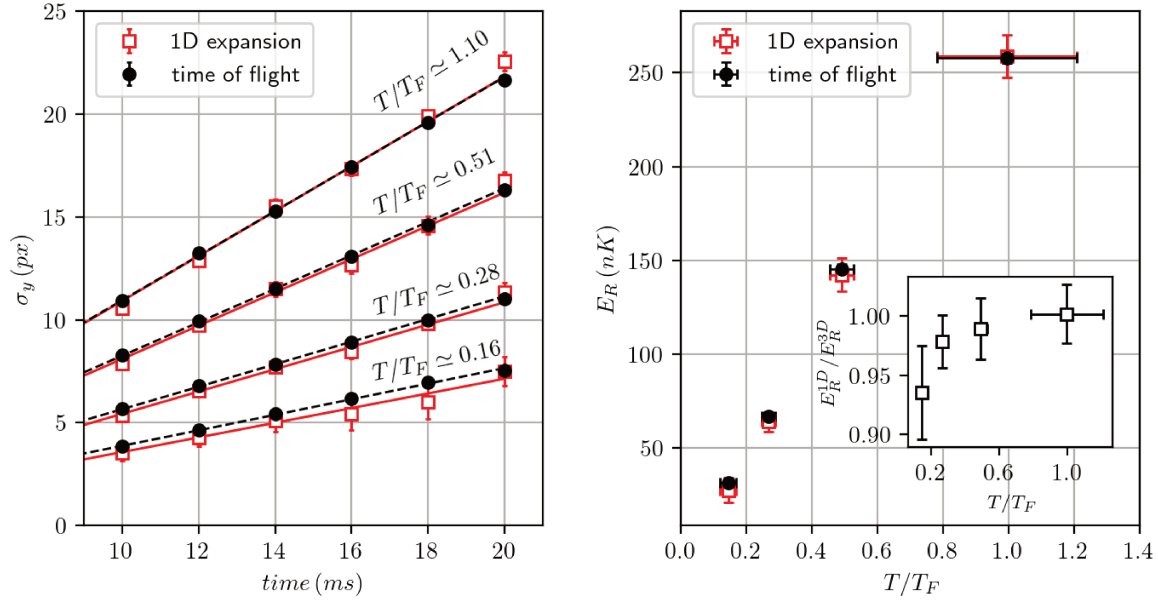 25
20
15
10
5
0
σ_y (px)
1D expansion
time of flight
T/T_F ≃ 1.10
T/T_F ≃ 0.51
T/T_F ≃ 0.28
T/T_F ≃ 0.16
10 12 14 16 18 20
time (ms)
250
200
150
100
50
E_R (nK)
1D expansion
time of flight
1.00
0.95
0.90
E_R^{1D}/E_R^{3D}
0.2 0.6 1.0
T/T_F
0.0 0.2 0.4 0.6 0.8 1.0 1.2 1.4
T/T_F